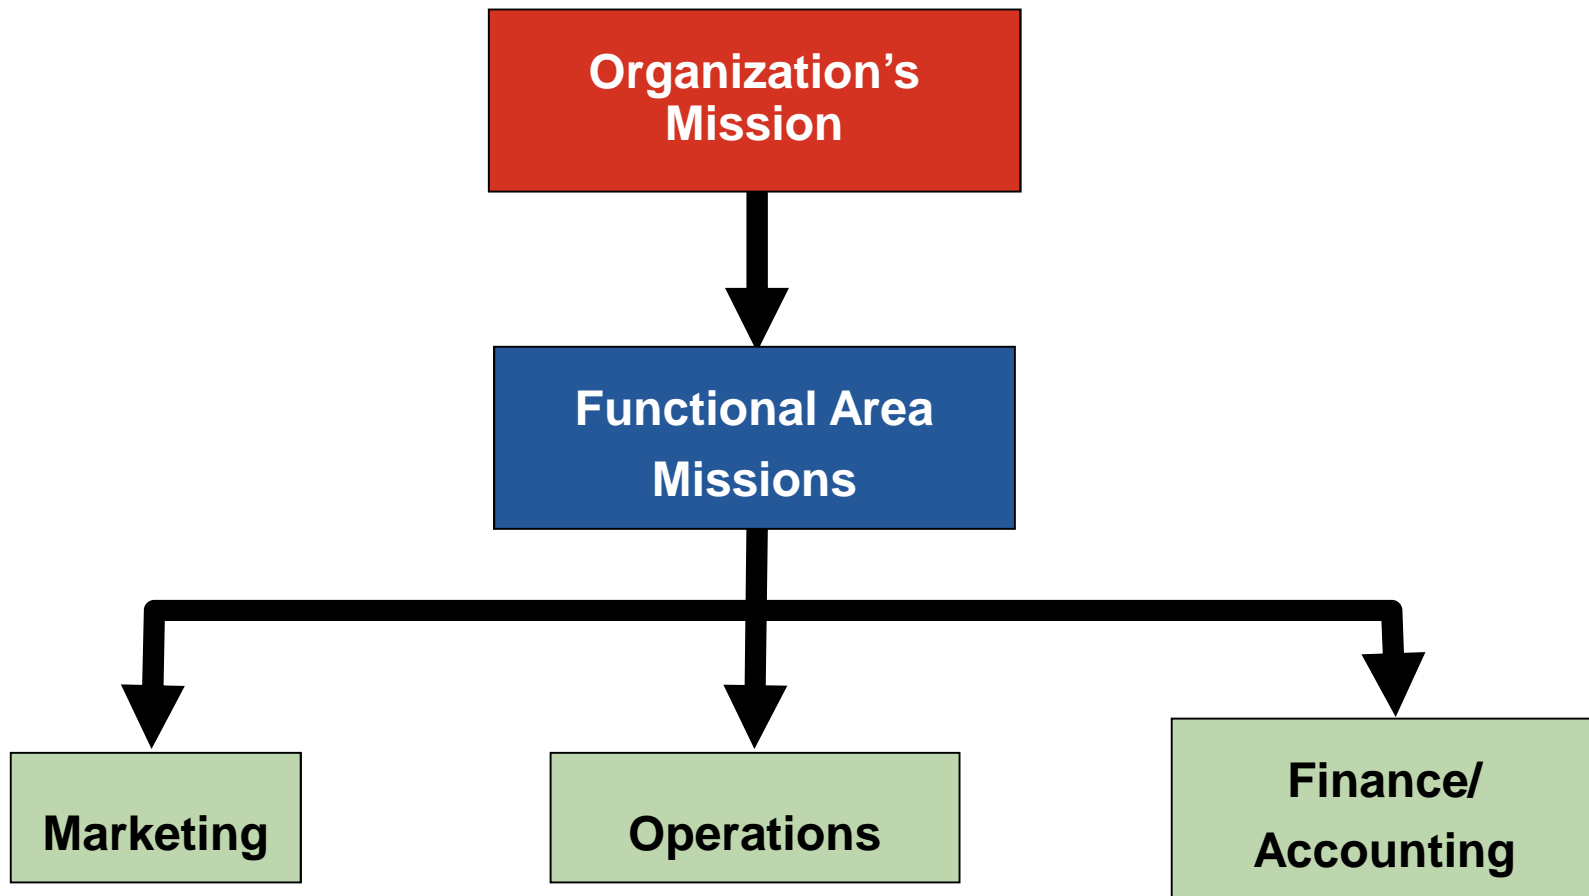 Organization’s
Mission
Functional Area
Missions
Marketing
Operations
Finance/
Accounting